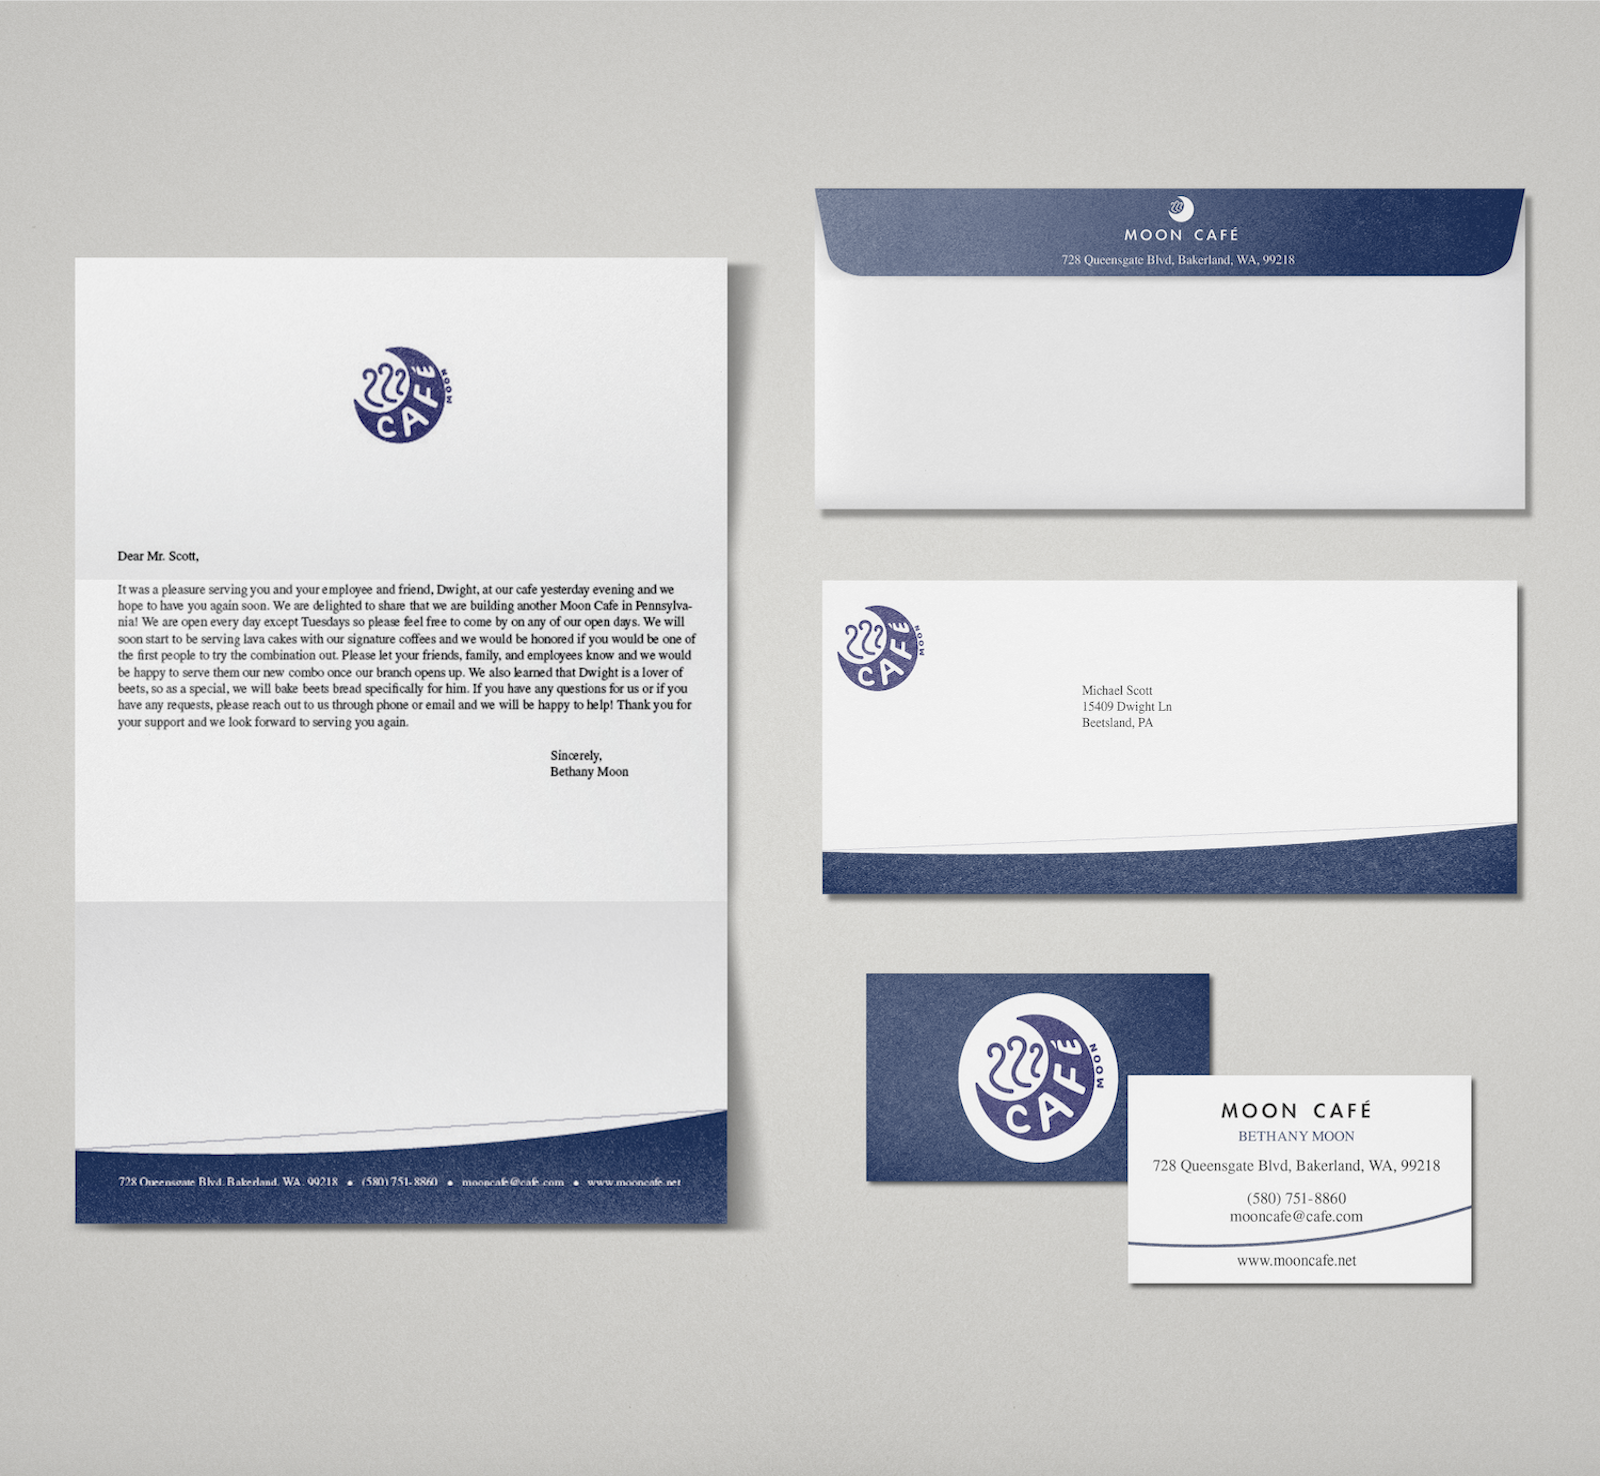 CAFÉ
MOON
Dear Mr. Scott,
It was a pleasure serving you and your employee and friend, Dwight, at our cafe yesterday evening and we
hope to have you again soon. We are delighted to share that we are building another Moon Cafe in Pennsylva-
nia! We are open every day except Tuesdays so please feel free to come by on any of our open days. We will
soon start to be serving lava cakes with our signature coffees and we would be honored if you would be one of
the first people to try the combination out. Please let your friends, family, and employees know and we would
be happy to serve them our new combo once our branch opens up. We also learned that Dwight is a lover of
beets, so as a special, we will bake beets bread specifically for him. If you have any questions for us or if you
have any requests, please reach out to us through phone or email and we will be happy to help! Thank you for
your support and we look forward to serving you again.
Sincerely,
Bethany Moon
728 Queensgate Blvd. Bakerland, WA, 99218 • (580) 751-8860 • mooncafe@cafe.com • www.mooncafe.net
MOON CAFÉ
728 Queensgate Blvd, Bakerland, WA, 99218
CAFÉ
MOON
Michael Scott
15409 Dwight Ln
Beetsland, PA
CAFÉ
MOON
MOON CAFÉ
BETHANY MOON
728 Queensgate Blvd, Bakerland, WA, 99218
(580) 751-8860
mooncafe@cafe.com
www.mooncafe.net